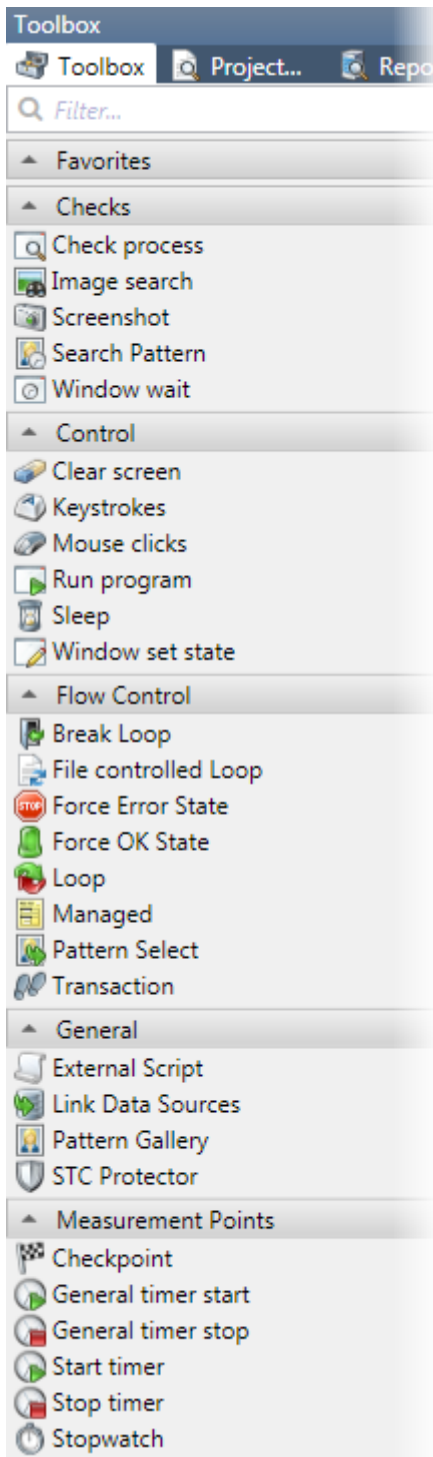 Toolbox
Toolbox Project... Repo
Filter...
Favorites
Checks
Check process
Image search
Screenshot
Search Pattern
Window wait
Control
Clear screen
Keystrokes
Mouse clicks
Run program
Sleep
Window set state
Flow Control
Break Loop
File controlled Loop
STOP Force Error State
Force OK State
Loop
Managed
Pattern Select
Transaction
General
External Script
Link Data Sources
Pattern Gallery
STC Protector
Measurement Points
Checkpoint
General timer start
General timer stop
Start timer
Stop timer
Stopwatch